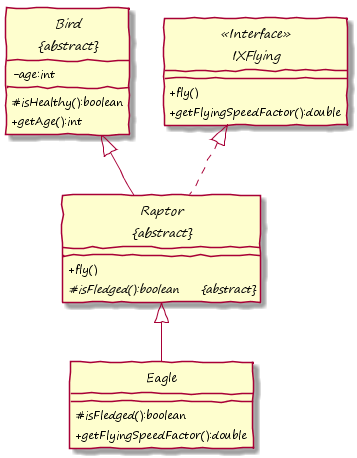 Bird
{abstract}
-age:int
#isHealthy():boolean
+getAge():int
«Interface»
IXFlying
+fly()
+getFlyingSpeedFactor():double
Raptor
{abstract}
+fly()
#isFledged():boolean {abstract}
Eagle
#isFledged():boolean
+getFlyingSpeedFactor():double